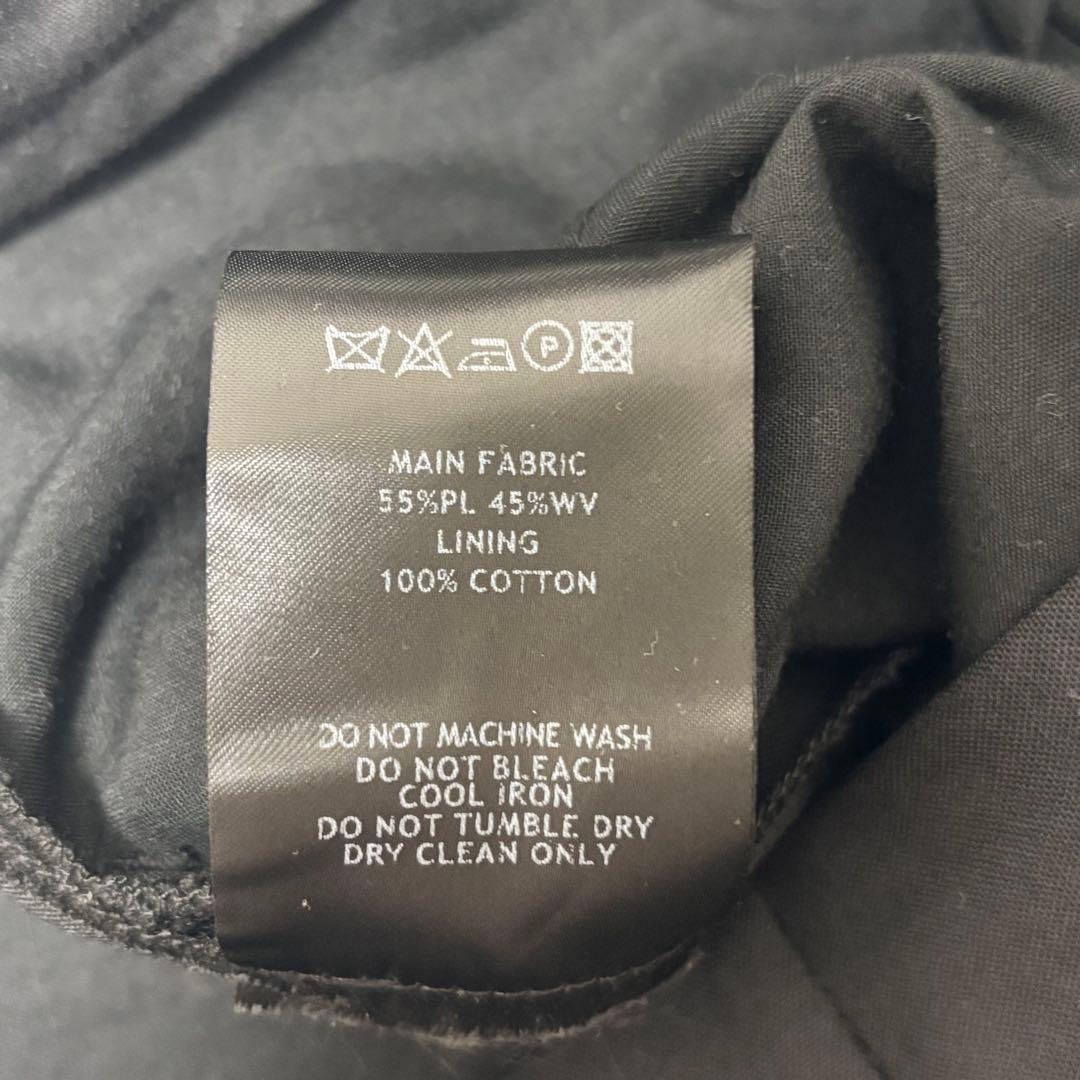 P
MAIN FABRIC
55%PL 45%WV
LINING
100% COTTON
DO NOT MACHINE WASH
DO NOT BLEACH
COOL IRON
DO NOT TUMBLE DRY
DRY CLEAN ONLY